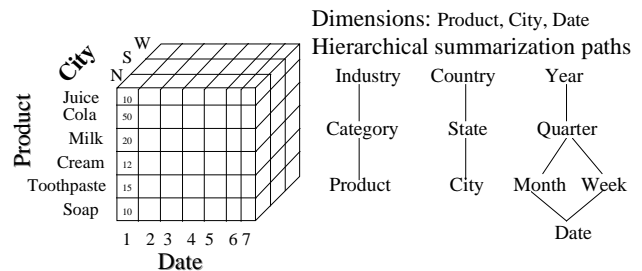 Dimensions: Product, City, Date
Hierarchical summarization paths
City
N S W
Product
Juice 10
Cola 50
Milk 20
Cream 12
Toothpaste 15
Soap 10
1 2 3 4 5 6 7
Date
Industry Country Year
Category State Quarter
Product City Month Week
Date